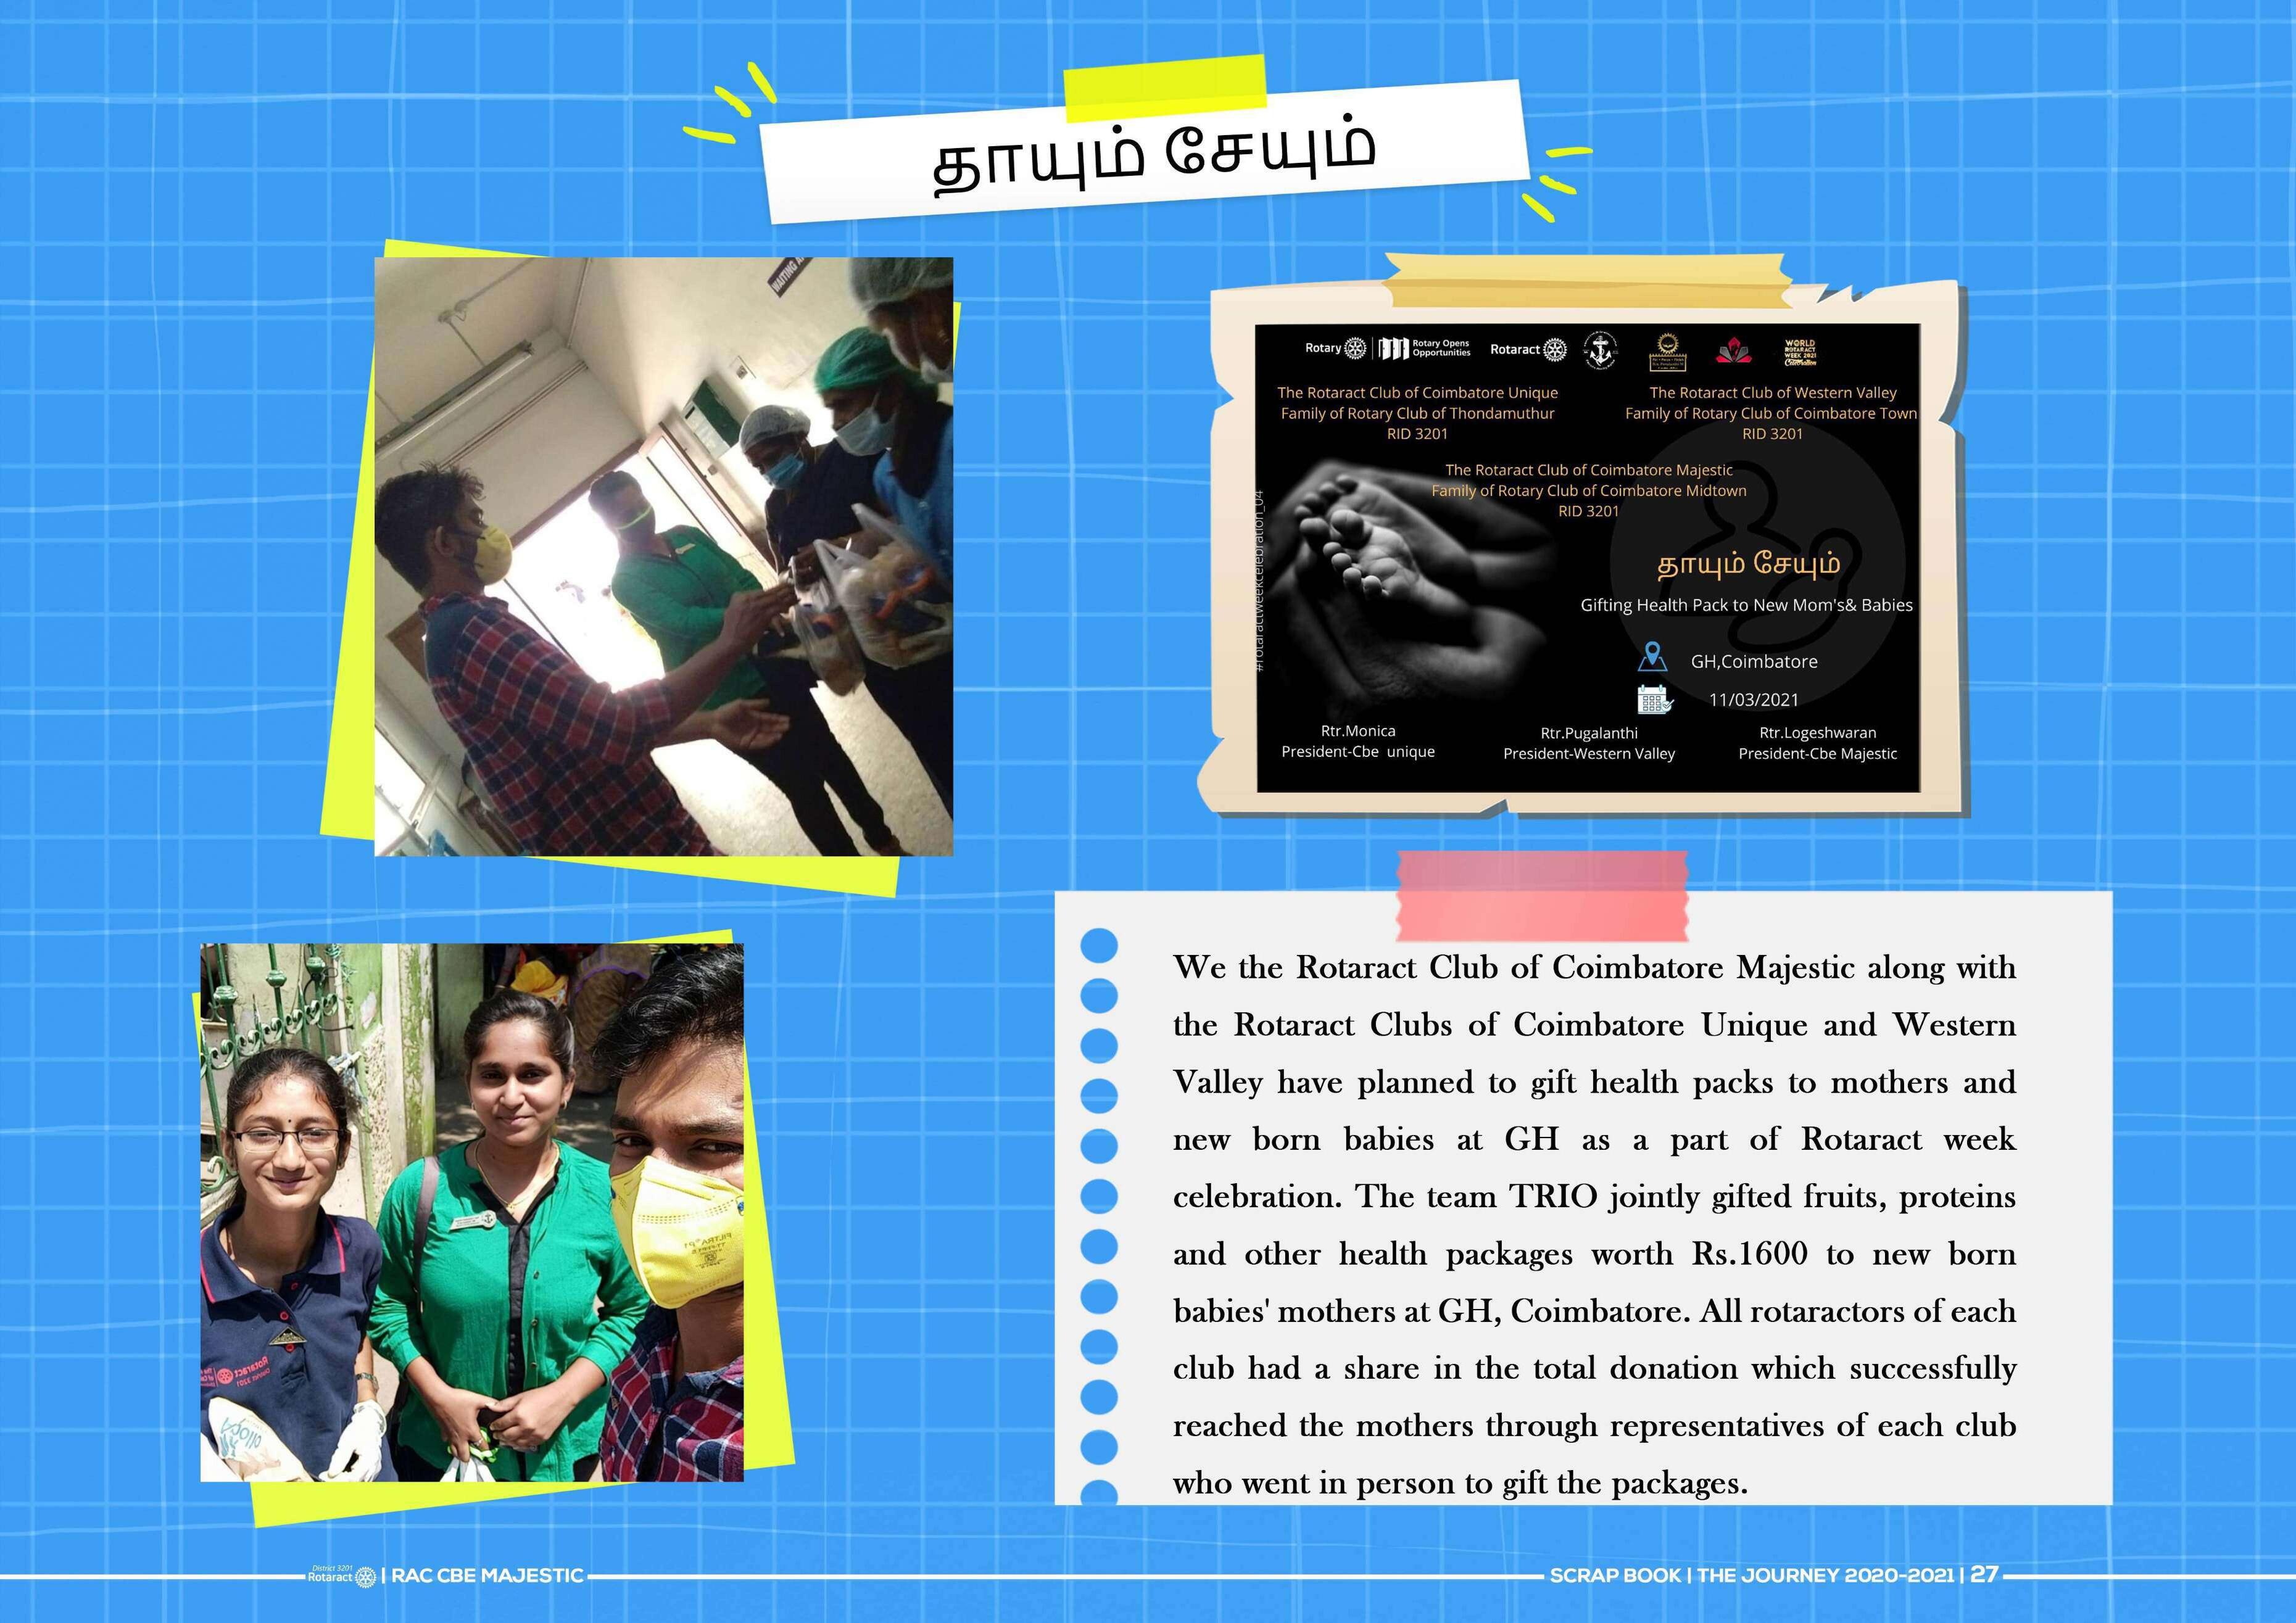 தாயும் சேயும்
WAITING
Rotary
Rotary Opens
Opportunities
Rotaract
WORLD
ROTARACT
WEEK 2021
Celebration
The Rotaract Club of Coimbatore Unique
Family of Rotary Club of Thondamuthur
RID 3201
The Rotaract Club of Western Valley
Family of Rotary Club of Coimbatore Town
RID 3201
The Rotaract Club of Coimbatore Majestic
Family of Rotary Club of Coimbatore Midtown
RID 3201
#rotaractweekcelebration_04
தாயும் சேயும்
Gifting Health Pack to New Mom's& Babies
GH,Coimbatore
11/03/2021
Rtr.Monica
President-Cbe unique
Rtr.Pugalanthi
President-Western Valley
Rtr.Logeshwaran
President-Cbe Majestic
We the Rotaract Club of Coimbatore Majestic along with
the Rotaract Clubs of Coimbatore Unique and Western
Valley have planned to gift health packs to mothers and
new born babies at GH as a part of Rotaract week
celebration. The team TRIO jointly gifted fruits, proteins
and other health packages worth Rs.1600 to new born
babies' mothers at GH, Coimbatore. All rotaractors of each
club had a share in the total donation which successfully
reached the mothers through representatives of each club
who went in person to gift the packages.
Rotaract
District 3201
Rotaract | RAC CBE MAJESTIC
SCRAP BOOK | THE JOURNEY 2020-2021 | 27